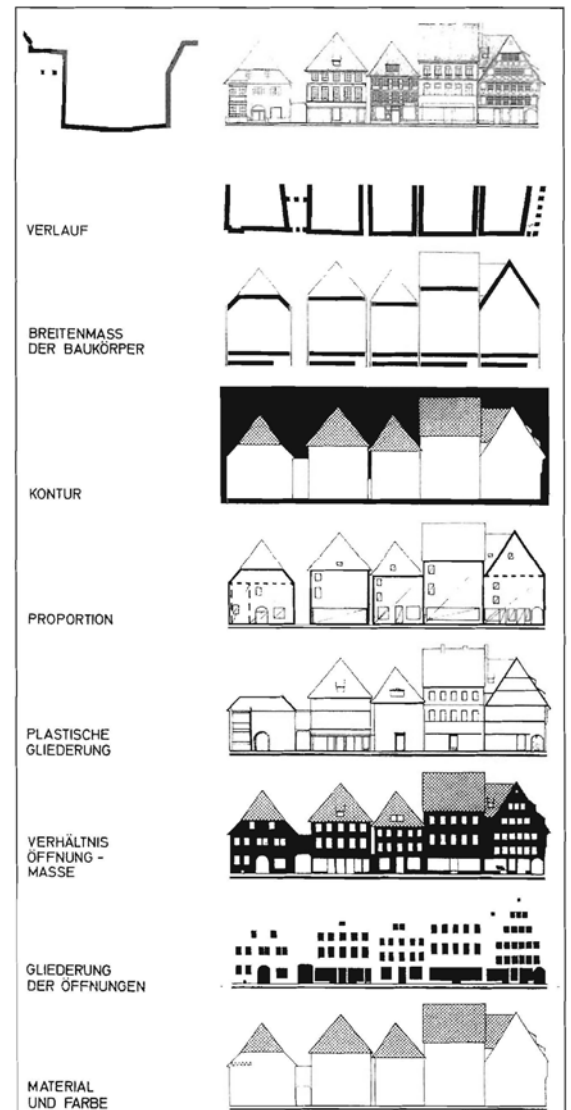 VERLAUF
BREITENMASS
DER BAUKÖRPER
KONTUR
PROPORTION
PLASTISCHE
GLIEDERUNG
VERHÄLTNIS
ÖFFNUNG -
MASSE
GLIEDERUNG
DER ÖFFNUNGEN
MATERIAL
UND FARBE